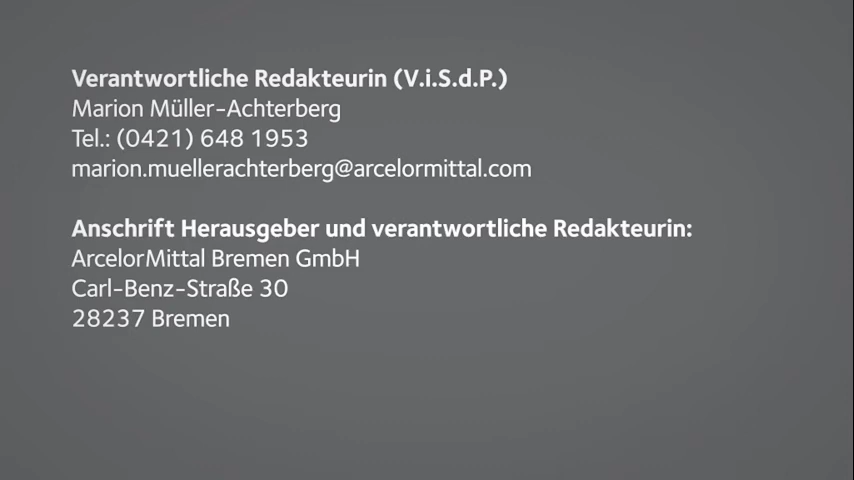 Verantwortliche Redakteurin (V.i.S.d.P.)
Marion Müller-Achterberg
Tel.: (0421) 648 1953
marion.muellerachterberg@arcelormittal.com
Anschrift Herausgeber und verantwortliche Redakteurin:
ArcelorMittal Bremen GmbH
Carl-Benz-Straße 30
28237 Bremen